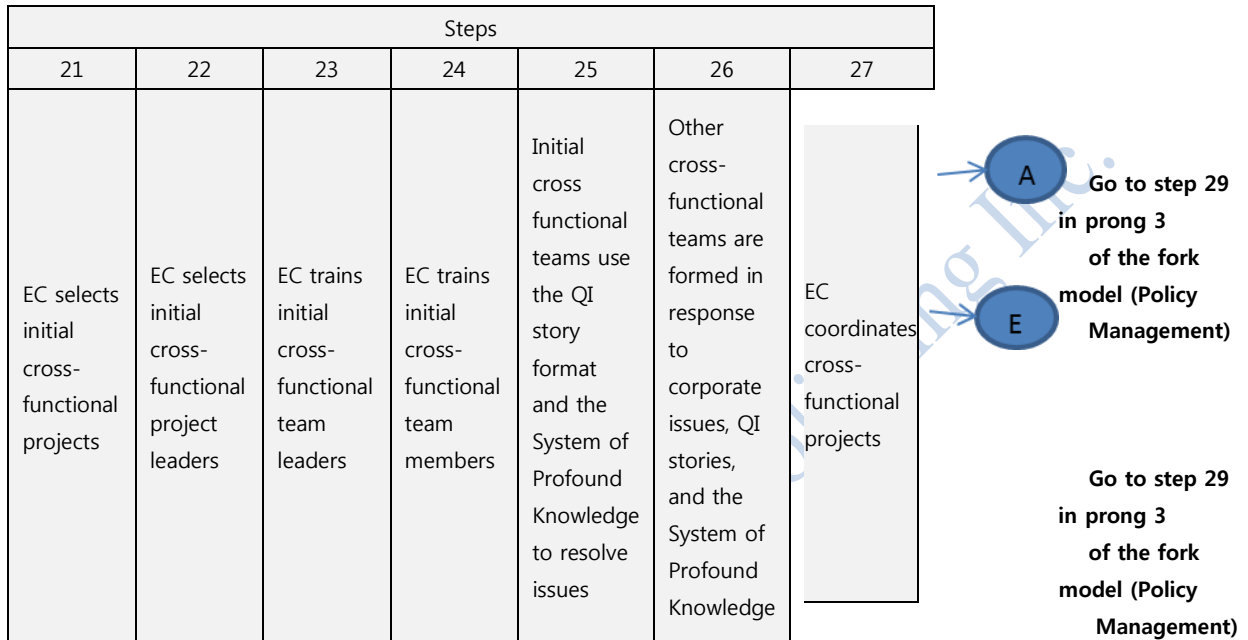 Steps
21 22 23 24 25 26 27
EC selects
initial
cross-
functional
projects
EC selects
initial
cross-
functional
project
leaders
EC trains
initial
cross-
functional
team
leaders
EC trains
initial
cross-
functional
team
members
Initial
cross
functional
teams use
the QI
story
format
and the
System of
Profound
Knowledge
to resolve
issues
Other
cross-
functional
teams are
formed in
response
to
corporate
issues, QI
stories,
and the
System of
Profound
Knowledge
EC
coordinates
cross-
functional
projects
A
Go to step 29
in prong 3
of the fork
model (Policy
Management)
E
Go to step 29
in prong 3
of the fork
model (Policy
Management)
Inc.